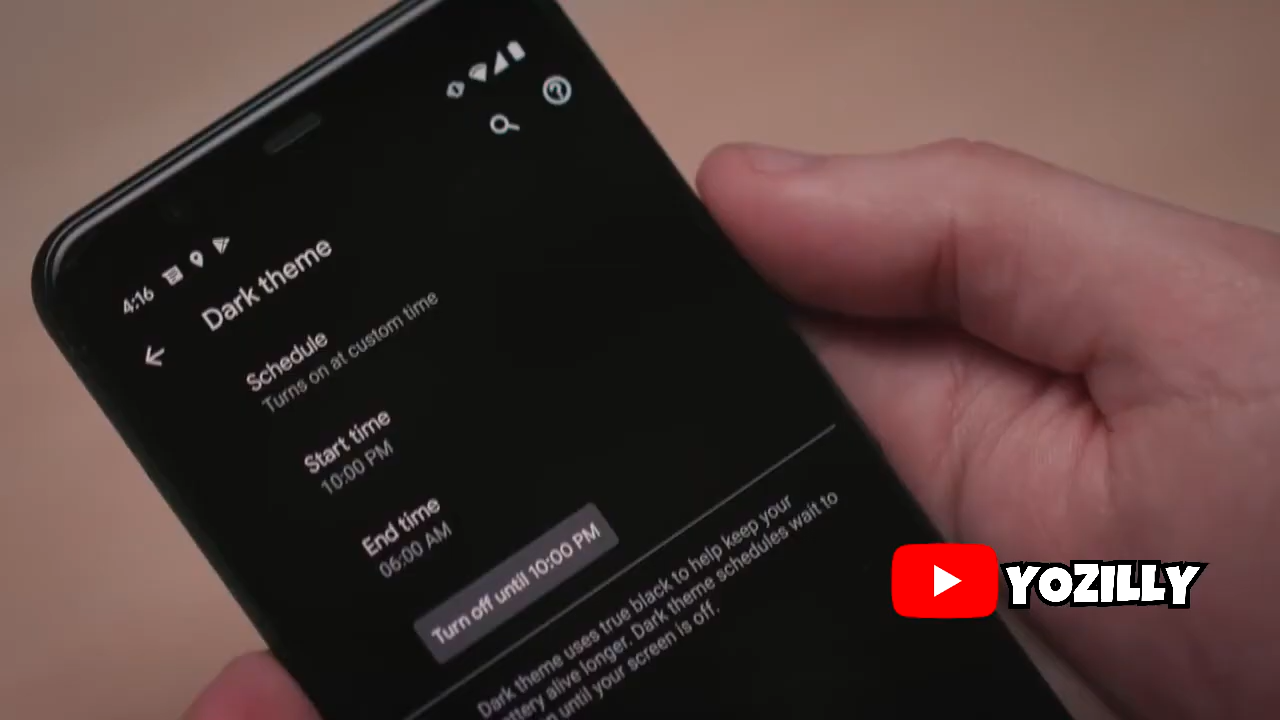 4:16
Dark theme
Schedule
Turns on at custom time
Start time
10:00 PM
End time
06:00 AM
Turn off until 10:00 PM
Dark theme uses true black to help keep your
battery alive longer. Dark theme schedules wait to
until your screen is off.
YOZILLY